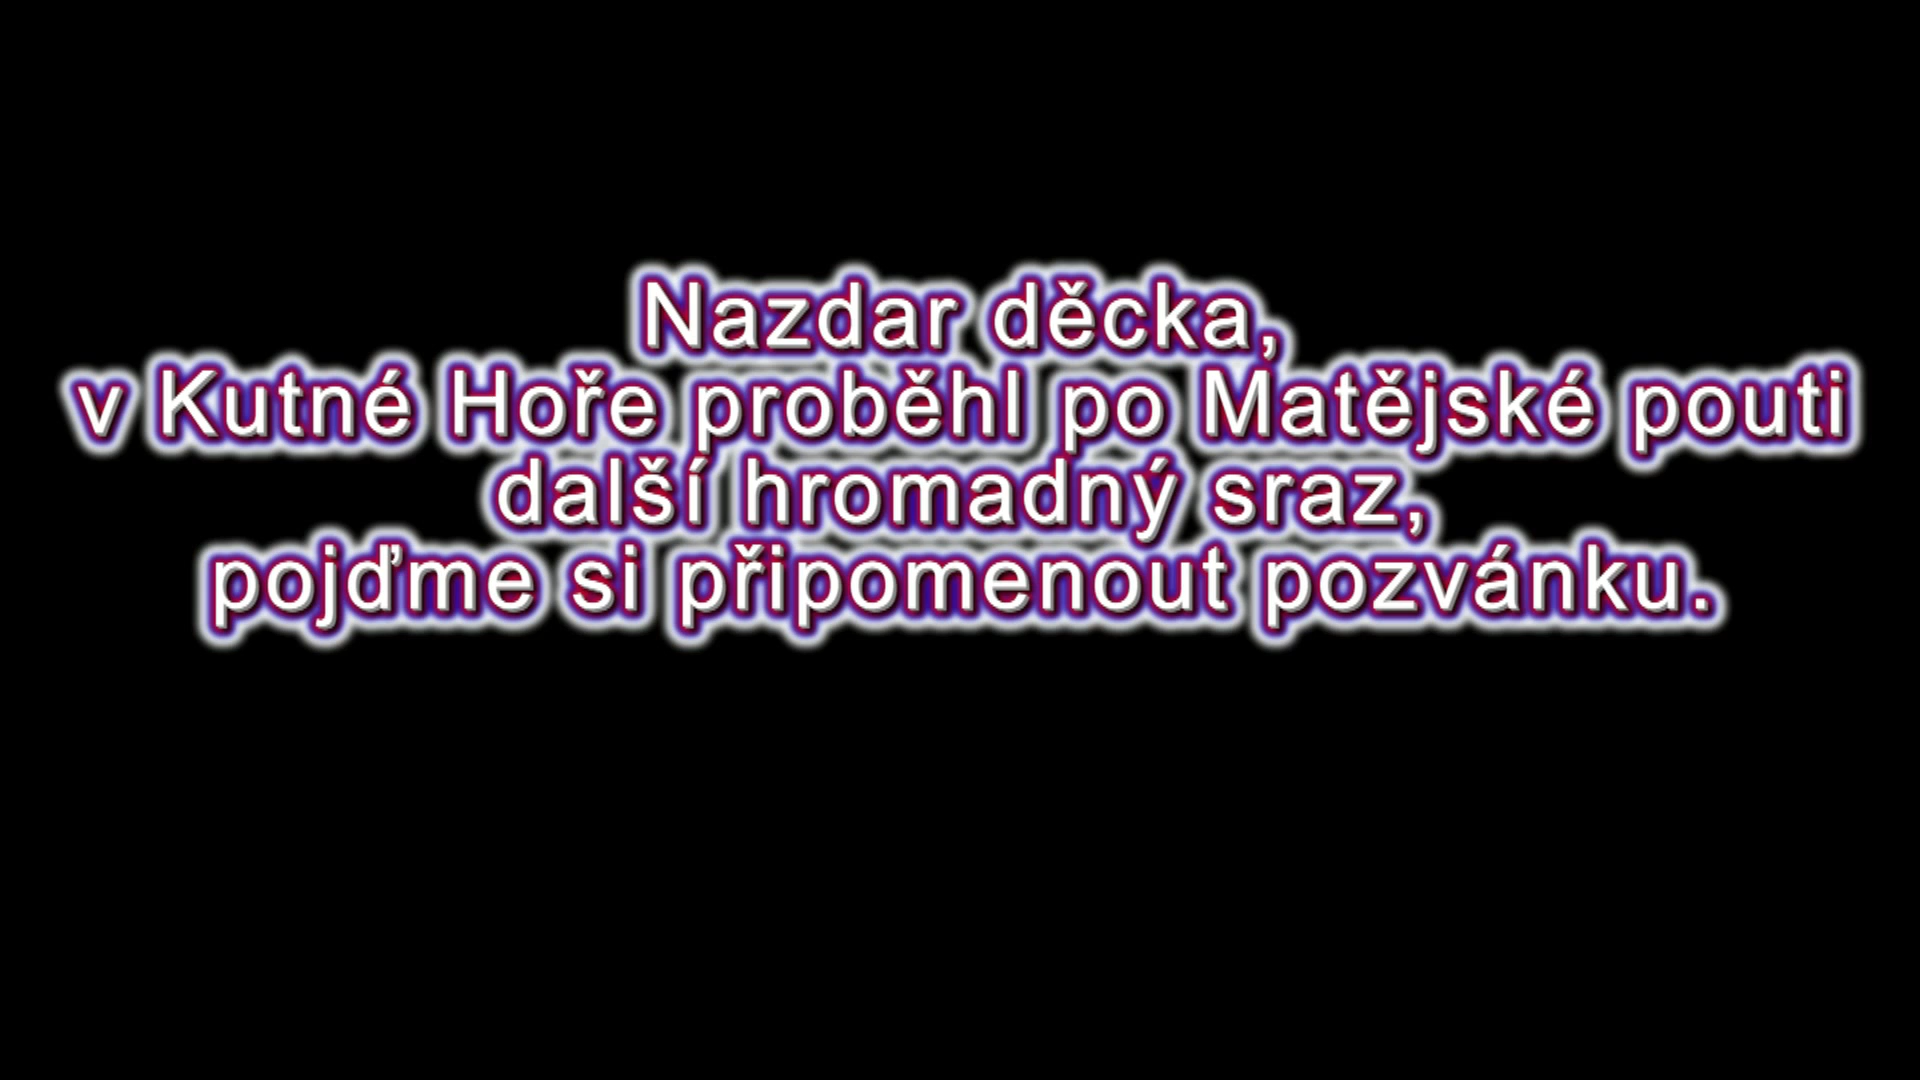 Nazdar děcka,
v Kutné Hoře proběhl po Matějské pouti
další hromadný sraz,
pojďme si připomenout pozvánku.